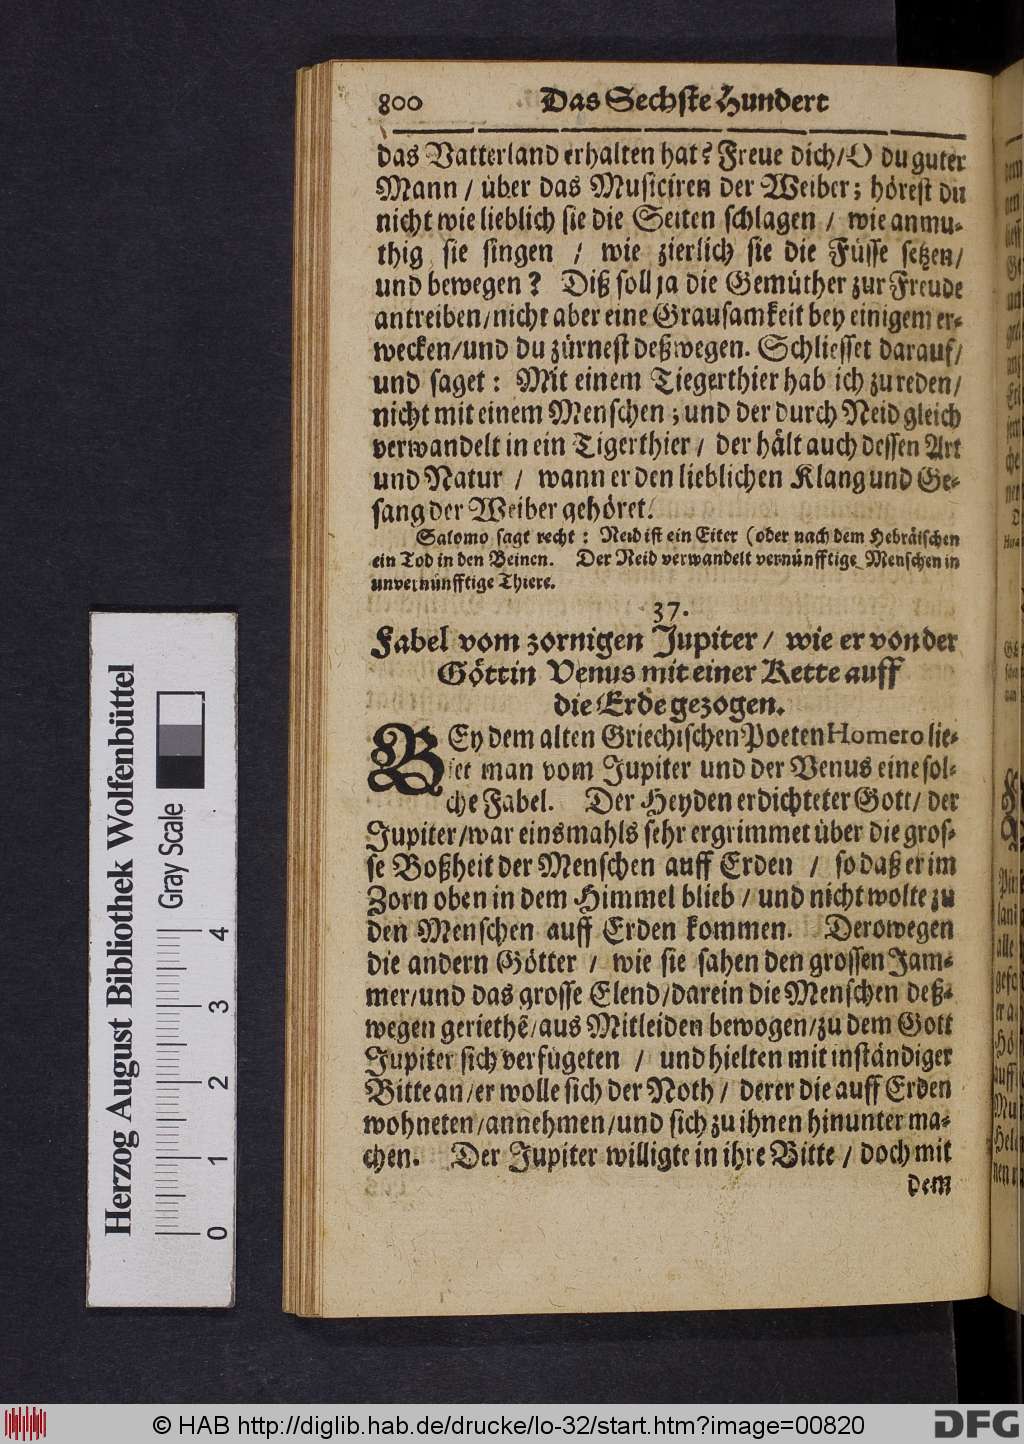 800 Das Sechste Hundert
das Vatterland erhalten hat? Freue dich/O du guter
Mann / über das Musiciren der Weiber; hörest du
nicht wie lieblich sie die Seiten schlagen / wie anmu-
thig sie singen / wie zierlich sie die Füsse setzen/
und bewegen? Diß soll ja die Gemüther zur Freude
antreiben/nicht aber eine Grausamkeit bey einigem er-
wecken/und du zürnest deßwegen. Schliesset darauf/
und saget: Mit einem Tiegerthier hab ich zu reden/
nicht mit einem Menschen; und der durch Neid gleich
verwandelt in ein Tigerthier / der hält auch dessen Art
und Natur / wann er den lieblichen Klang und Ge-
sang der Weiber gehöret.
Salomo sagt recht: Neid ist ein Eiter (oder nach dem Hebräischen
ein Tod in den Beinen. Der Neid verwandelt vernünfftige Menschen in
unvernünfftige Thiere.
37.
Fabel vom zornigen Jupiter / wie er von der
Göttin Venus mit einer Kette auff
die Erde gezogen.
BEy dem alten Griechischen Poeten Homero lie-
set man vom Jupiter und der Venus eine sol-
che Fabel. Der Heyden erdichteter Gott/ der
Jupiter/war einsmahls sehr ergrimmet über die gros-
se Boßheit der Menschen auff Erden / so daß er im
Zorn oben in dem Himmel blieb / und nicht wolte zu
den Menschen auff Erden kommen. Derowegen
die andern Götter / wie sie sahen den grossen Jam-
mer/und das grosse Elend/darein die Menschen deß-
wegen geriethẽ/aus Mitleiden bewogen/zu dem Gott
Jupiter sich verfügeten / und hielten mit inständiger
Bitte an/er wolle sich der Noth / derer die auff Erden
wohneten/annehmen/und sich zu ihnen hinunter ma-
chen. Der Jupiter willigte in ihre Bitte / doch mit
dem
Herzog August Bibliothek Wolfenbüttel
Gray Scale
0 1 2 3 4
© HAB http://diglib.hab.de/drucke/lo-32/start.htm?image=00820
DFG